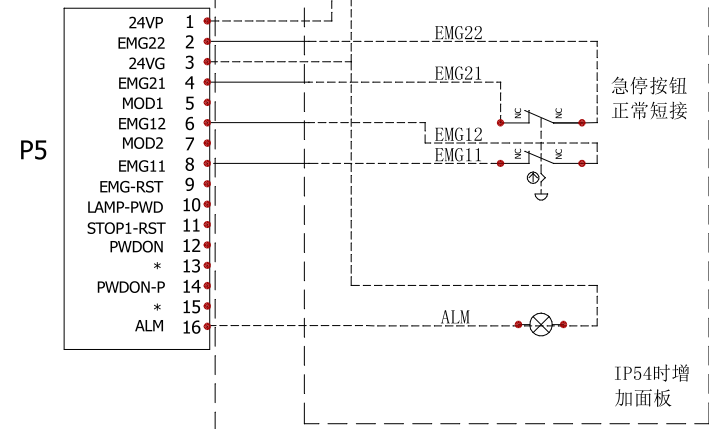 24VP 1
EMG22 2
24VG 3
EMG21 4
MOD1 5
EMG12 6
MOD2 7
EMG11 8
EMG-RST 9
LAMP-PWD 10
STOP1-RST 11
PWDON 12
* 13
PWDON-P 14
* 15
ALM 16
P5
EMG22
EMG21
NC NC
急停按钮
正常短接
EMG12
EMG11
NC NC
ALM
IP54时增
加面板